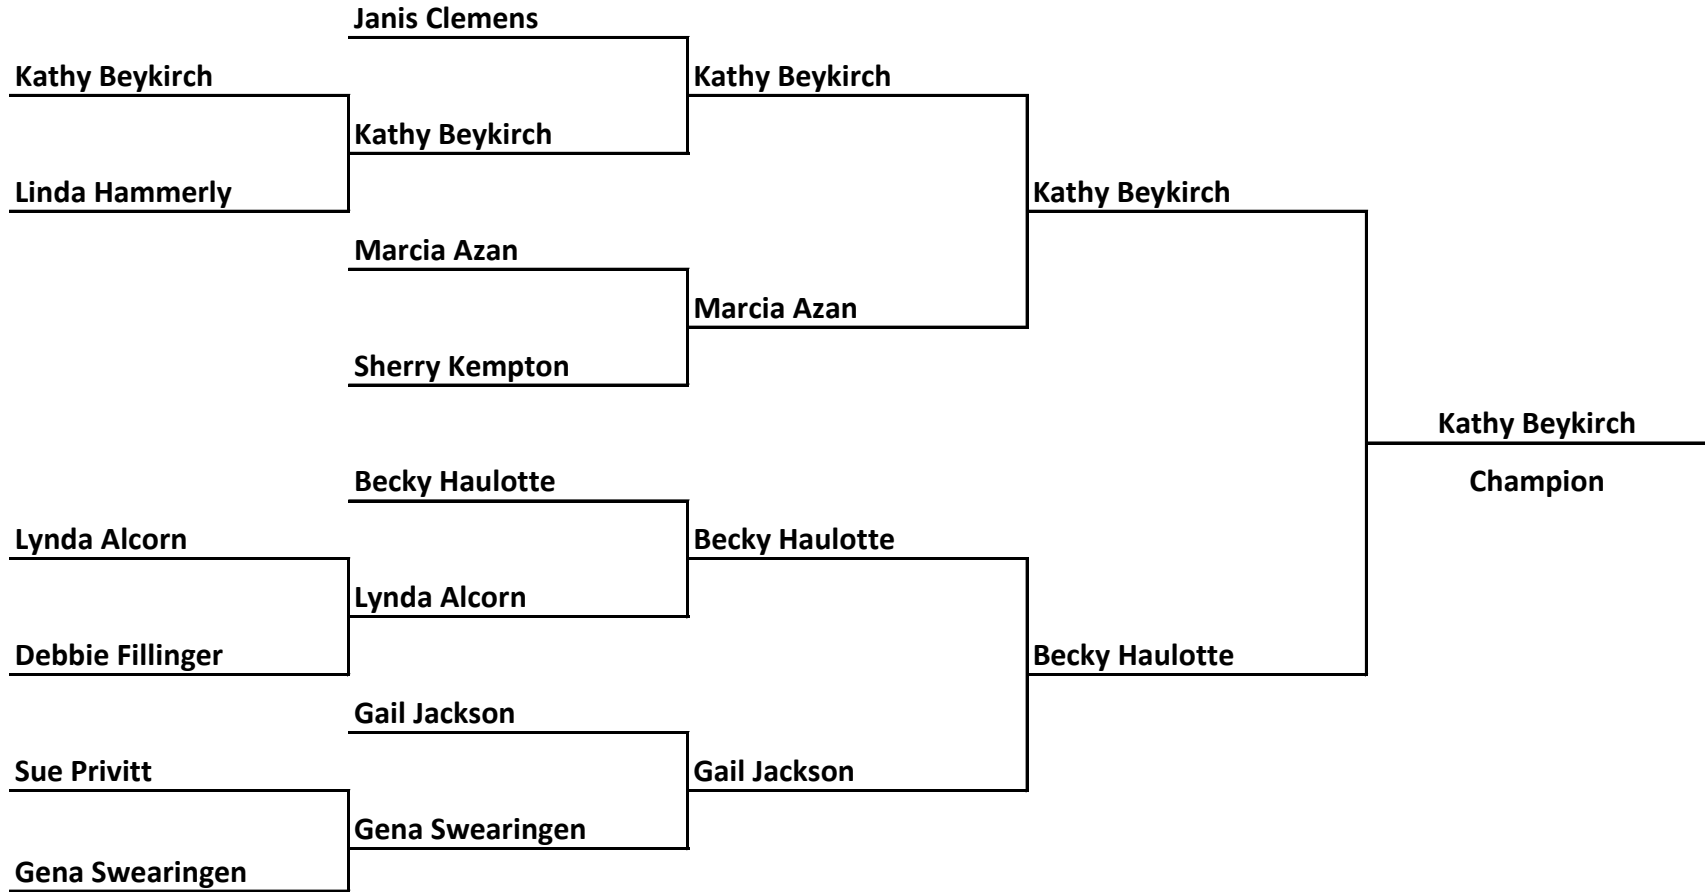 Janis Clemens
Kathy Beykirch
Kathy Beykirch
Kathy Beykirch
Linda Hammerly
Kathy Beykirch
Marcia Azan
Marcia Azan
Sherry Kempton
Kathy Beykirch
Champion
Becky Haulotte
Lynda Alcorn
Becky Haulotte
Lynda Alcorn
Debbie Fillinger
Becky Haulotte
Gail Jackson
Sue Privitt
Gail Jackson
Gena Swearingen
Gena Swearingen